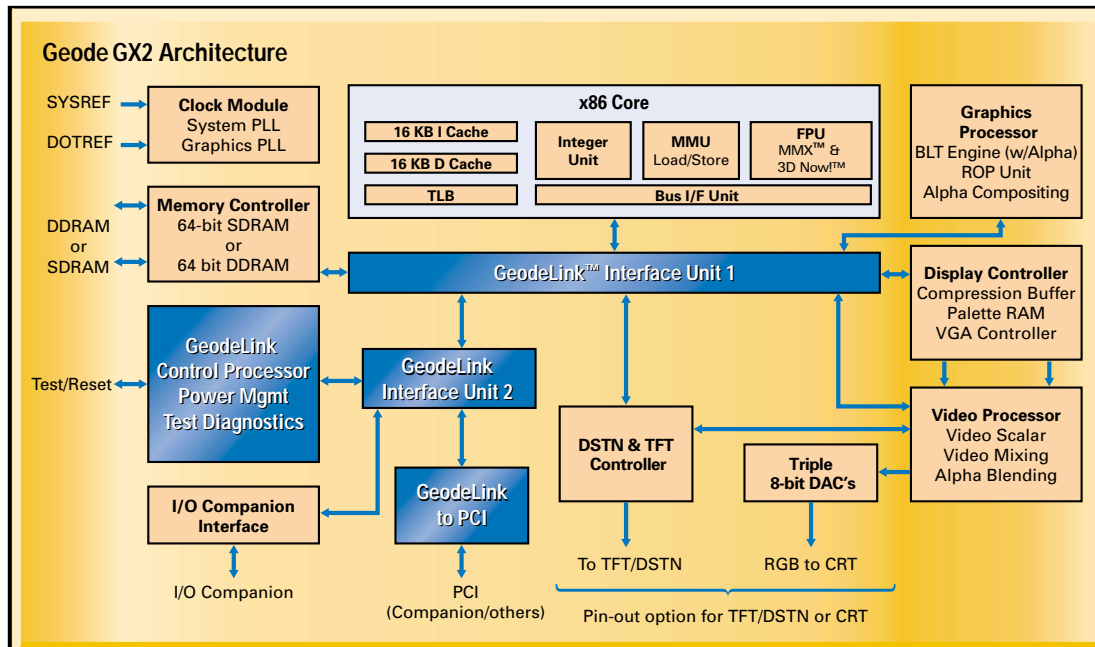 Geode GX2 Architecture
SYSREF
DOTREF
Clock Module
System PLL
Graphics PLL
x86 Core
16 KB I Cache
16 KB D Cache
TLB
Integer
Unit
MMU
Load/Store
FPU
MMX™ &
3D Now!™
Bus I/F Unit
Graphics
Processor
BLT Engine (w/Alpha)
ROP Unit
Alpha Compositing
DDRAM
or
SDRAM
Memory Controller
64-bit SDRAM
or
64 bit DDRAM
GeodeLink™ Interface Unit 1
Display Controller
Compression Buffer
Palette RAM
VGA Controller
Test/Reset
GeodeLink
Control Processor
Power Mgmt
Test Diagnostics
GeodeLink
Interface Unit 2
DSTN & TFT
Controller
Triple
8-bit DAC's
Video Processor
Video Scalar
Video Mixing
Alpha Blending
I/O Companion
Interface
GeodeLink
to PCI
I/O Companion
PCI
(Companion/others)
To TFT/DSTN
RGB to CRT
Pin-out option for TFT/DSTN or CRT